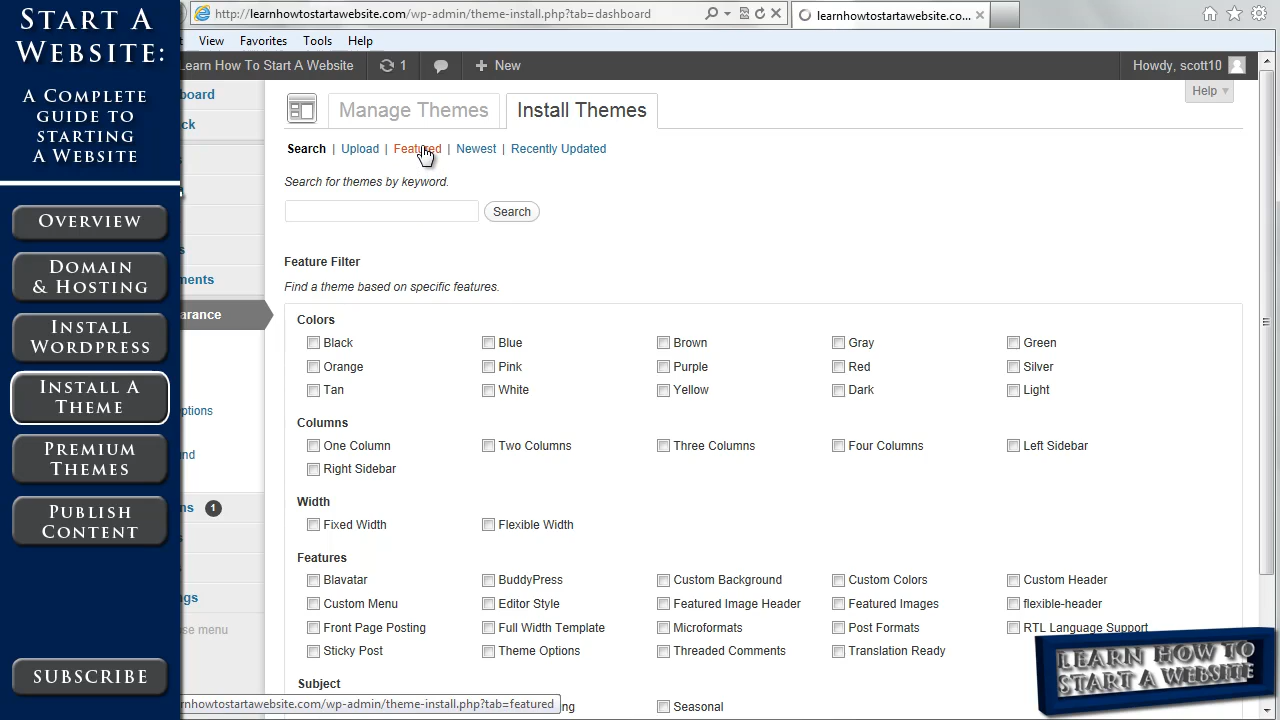 START A
WEBSITE:
A COMPLETE
GUIDE TO
STARTING
A WEBSITE
OVERVIEW
DOMAIN
& HOSTING
INSTALL
WORDPRESS
INSTALL A
THEME
PREMIUM
THEMES
PUBLISH
CONTENT
SUBSCRIBE
http://learnhowtostartawebsite.com/wp-admin/theme-install.php?tab=dashboard
learnhowtostartawebsite.co...
View Favorites Tools Help
Learn How To Start A Website 1 + New Howdy, scott10
Help
board
ck
s
ments
arance
ptions
nd
ns 1
s
ngs
se menu
Manage Themes Install Themes
Search | Upload | Featured | Newest | Recently Updated
Search for themes by keyword.
Search
Feature Filter
Find a theme based on specific features.
Colors
Black Blue Brown Gray Green
Orange Pink Purple Red Silver
Tan White Yellow Dark Light
Columns
One Column Two Columns Three Columns Four Columns Left Sidebar
Right Sidebar
Width
Fixed Width Flexible Width
Features
Blavatar BuddyPress Custom Background Custom Colors Custom Header
Custom Menu Editor Style Featured Image Header Featured Images flexible-header
Front Page Posting Full Width Template Microformats Post Formats RTL Language Support
Sticky Post Theme Options Threaded Comments Translation Ready
Subject
ng Seasonal
learnhowtostartawebsite.com/wp-admin/theme-install.php?tab=featured
LEARN HOW TO
START A WEBSITE